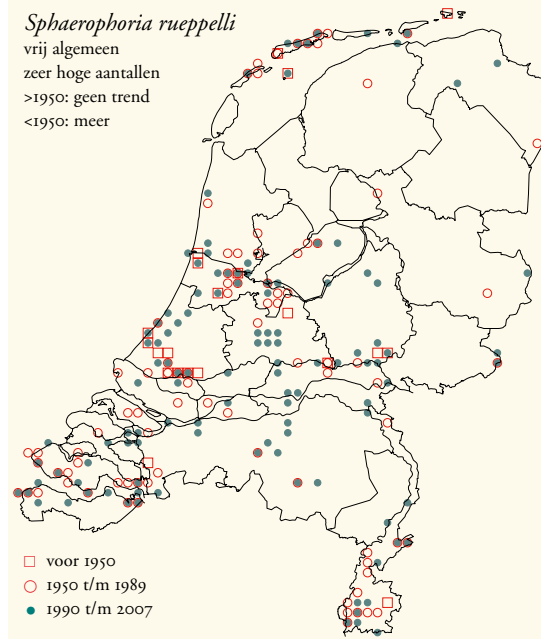 Sphaerophoria rueppelli
vrij algemeen
zeer hoge aantallen
>1950: geen trend
<1950: meer
voor 1950
1950 t/m 1989
1990 t/m 2007